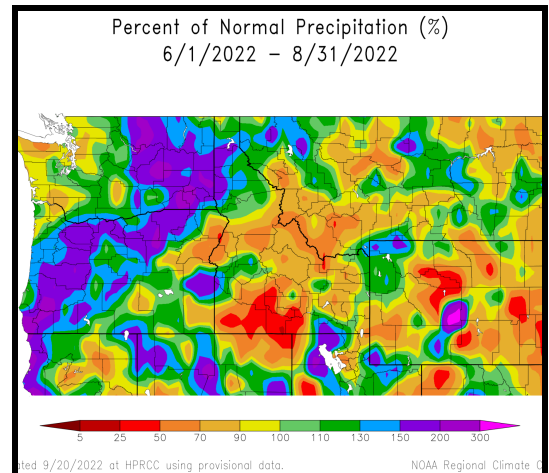 Percent of Normal Precipitation (%)
6/1/2022 – 8/31/2022
5 25 50 70 90 100 110 130 150 200 300
ated 9/20/2022 at HPRCC using provisional data. NOAA Regional Climate C